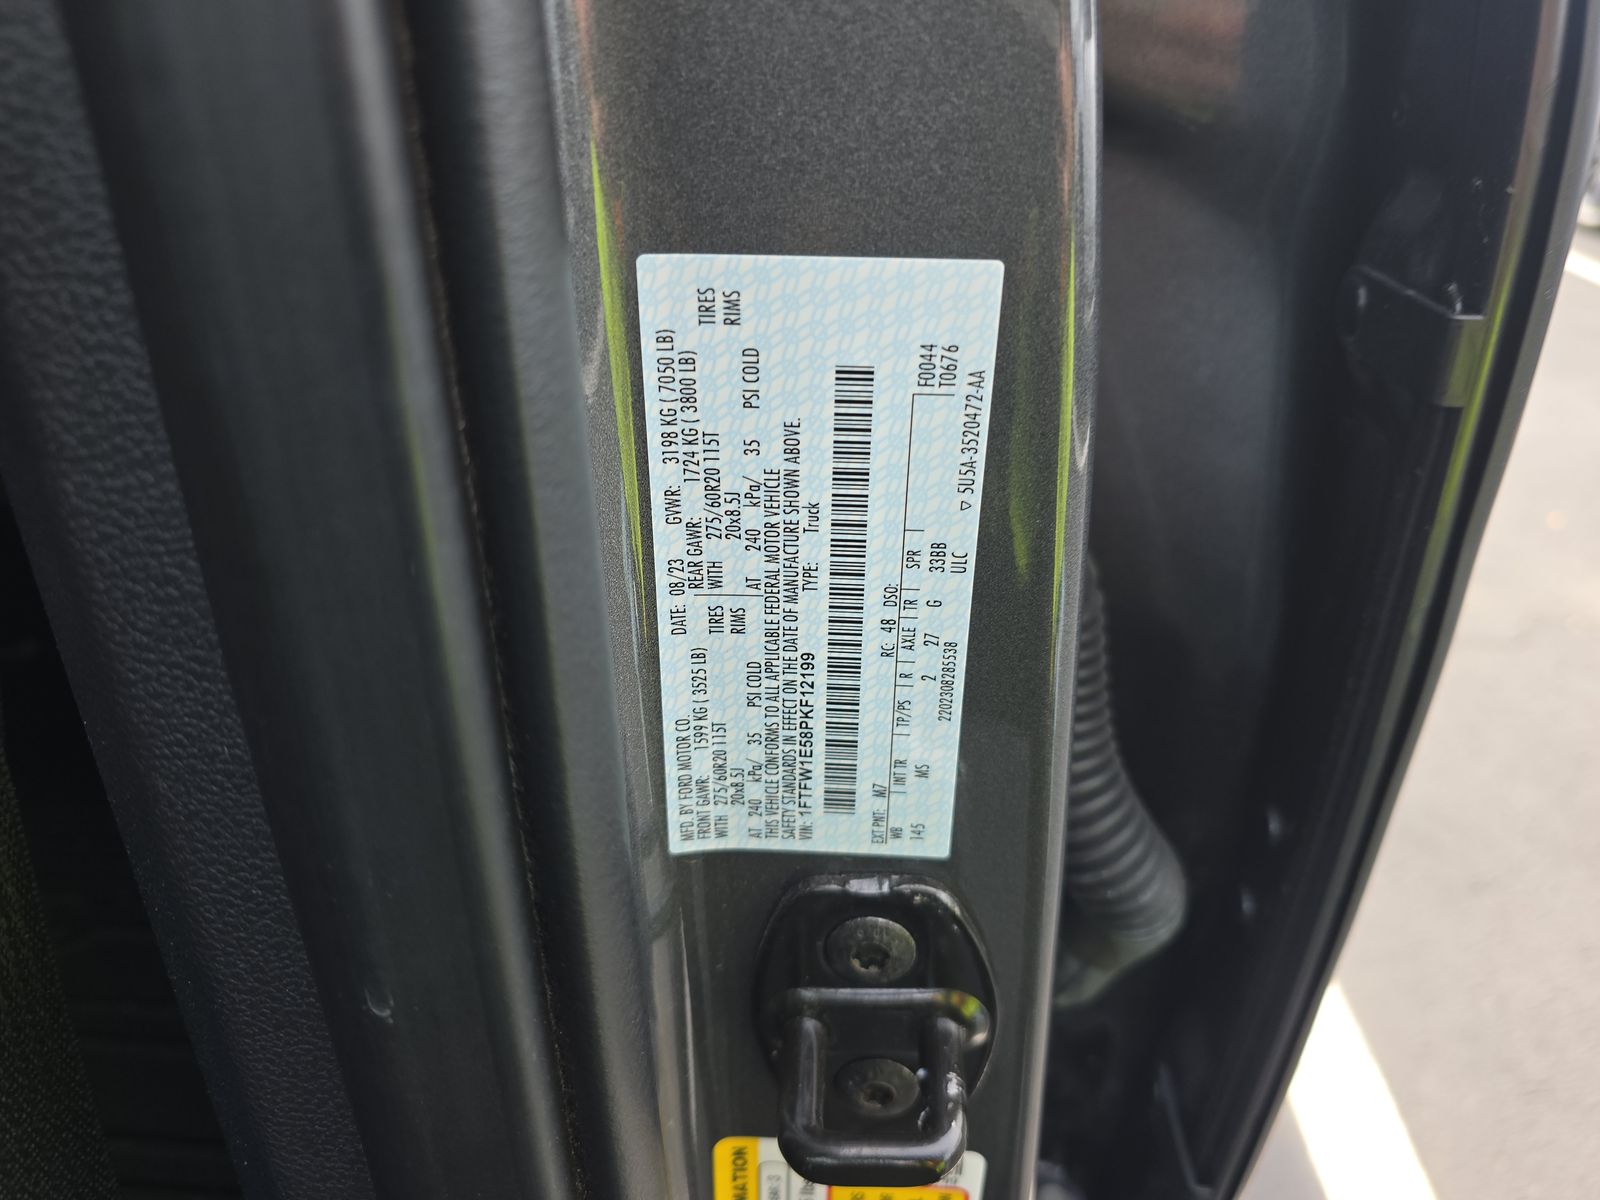 MFD. BY FORD MOTOR CO.
DATE: 08/23 GVWR: 3198 KG ( 7050 LB)
FRONT GAWR: 1599 KG ( 3525 LB) REAR GAWR: 1724 KG ( 3800 LB)
WITH 275/60R20 115T TIRES WITH 275/60R20 115T TIRES
20x8.5J RIMS 20x8.5J RIMS
AT 240 kPa/ 35 PSI COLD AT 240 kPa/ 35 PSI COLD
THIS VEHICLE CONFORMS TO ALL APPLICABLE FEDERAL MOTOR VEHICLE
SAFETY STANDARDS IN EFFECT ON THE DATE OF MANUFACTURE SHOWN ABOVE.
VIN: 1FTFW1E58PKF12199 TYPE: Truck
EXT PNT: M7 RC: 48 DSO: F0044
WB INT TR TP/PS R AXLE TR SPR T0676
145 MS 2 27 G 33BB
2202308285538 ULC ▽ 5U5A-3520472-AA
MATION